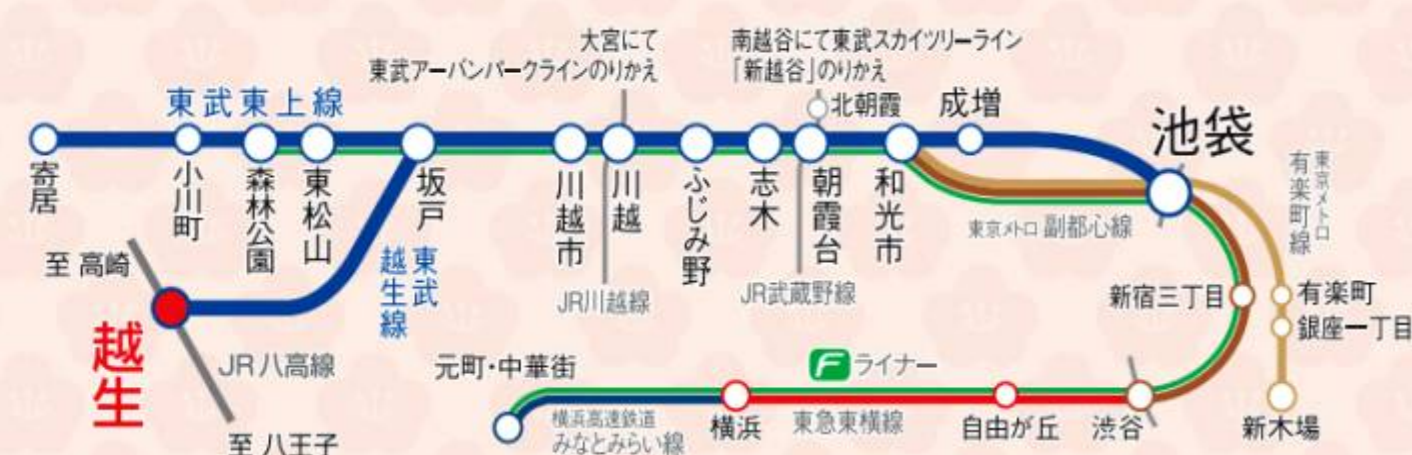 大宮にて
東武アーバンパークラインのりかえ
南越谷にて東武スカイツリーライン
「新越谷」のりかえ
東武東上線
北朝霞
成増
池袋
寄居
小川町
森林公園
東松山
坂戸
川越市
川越
ふじみ野
志木
朝霞台
和光市
東京メトロ
有楽町線
東京メトロ 副都心線
至 高崎
東武
越生線
JR川越線
JR武蔵野線
新宿三丁目
有楽町
銀座一丁目
越生
JR八高線
元町・中華街
F ライナー
至 八王子
横浜高速鉄道
みなとみらい線
横浜
東急東横線
自由が丘
渋谷
新木場